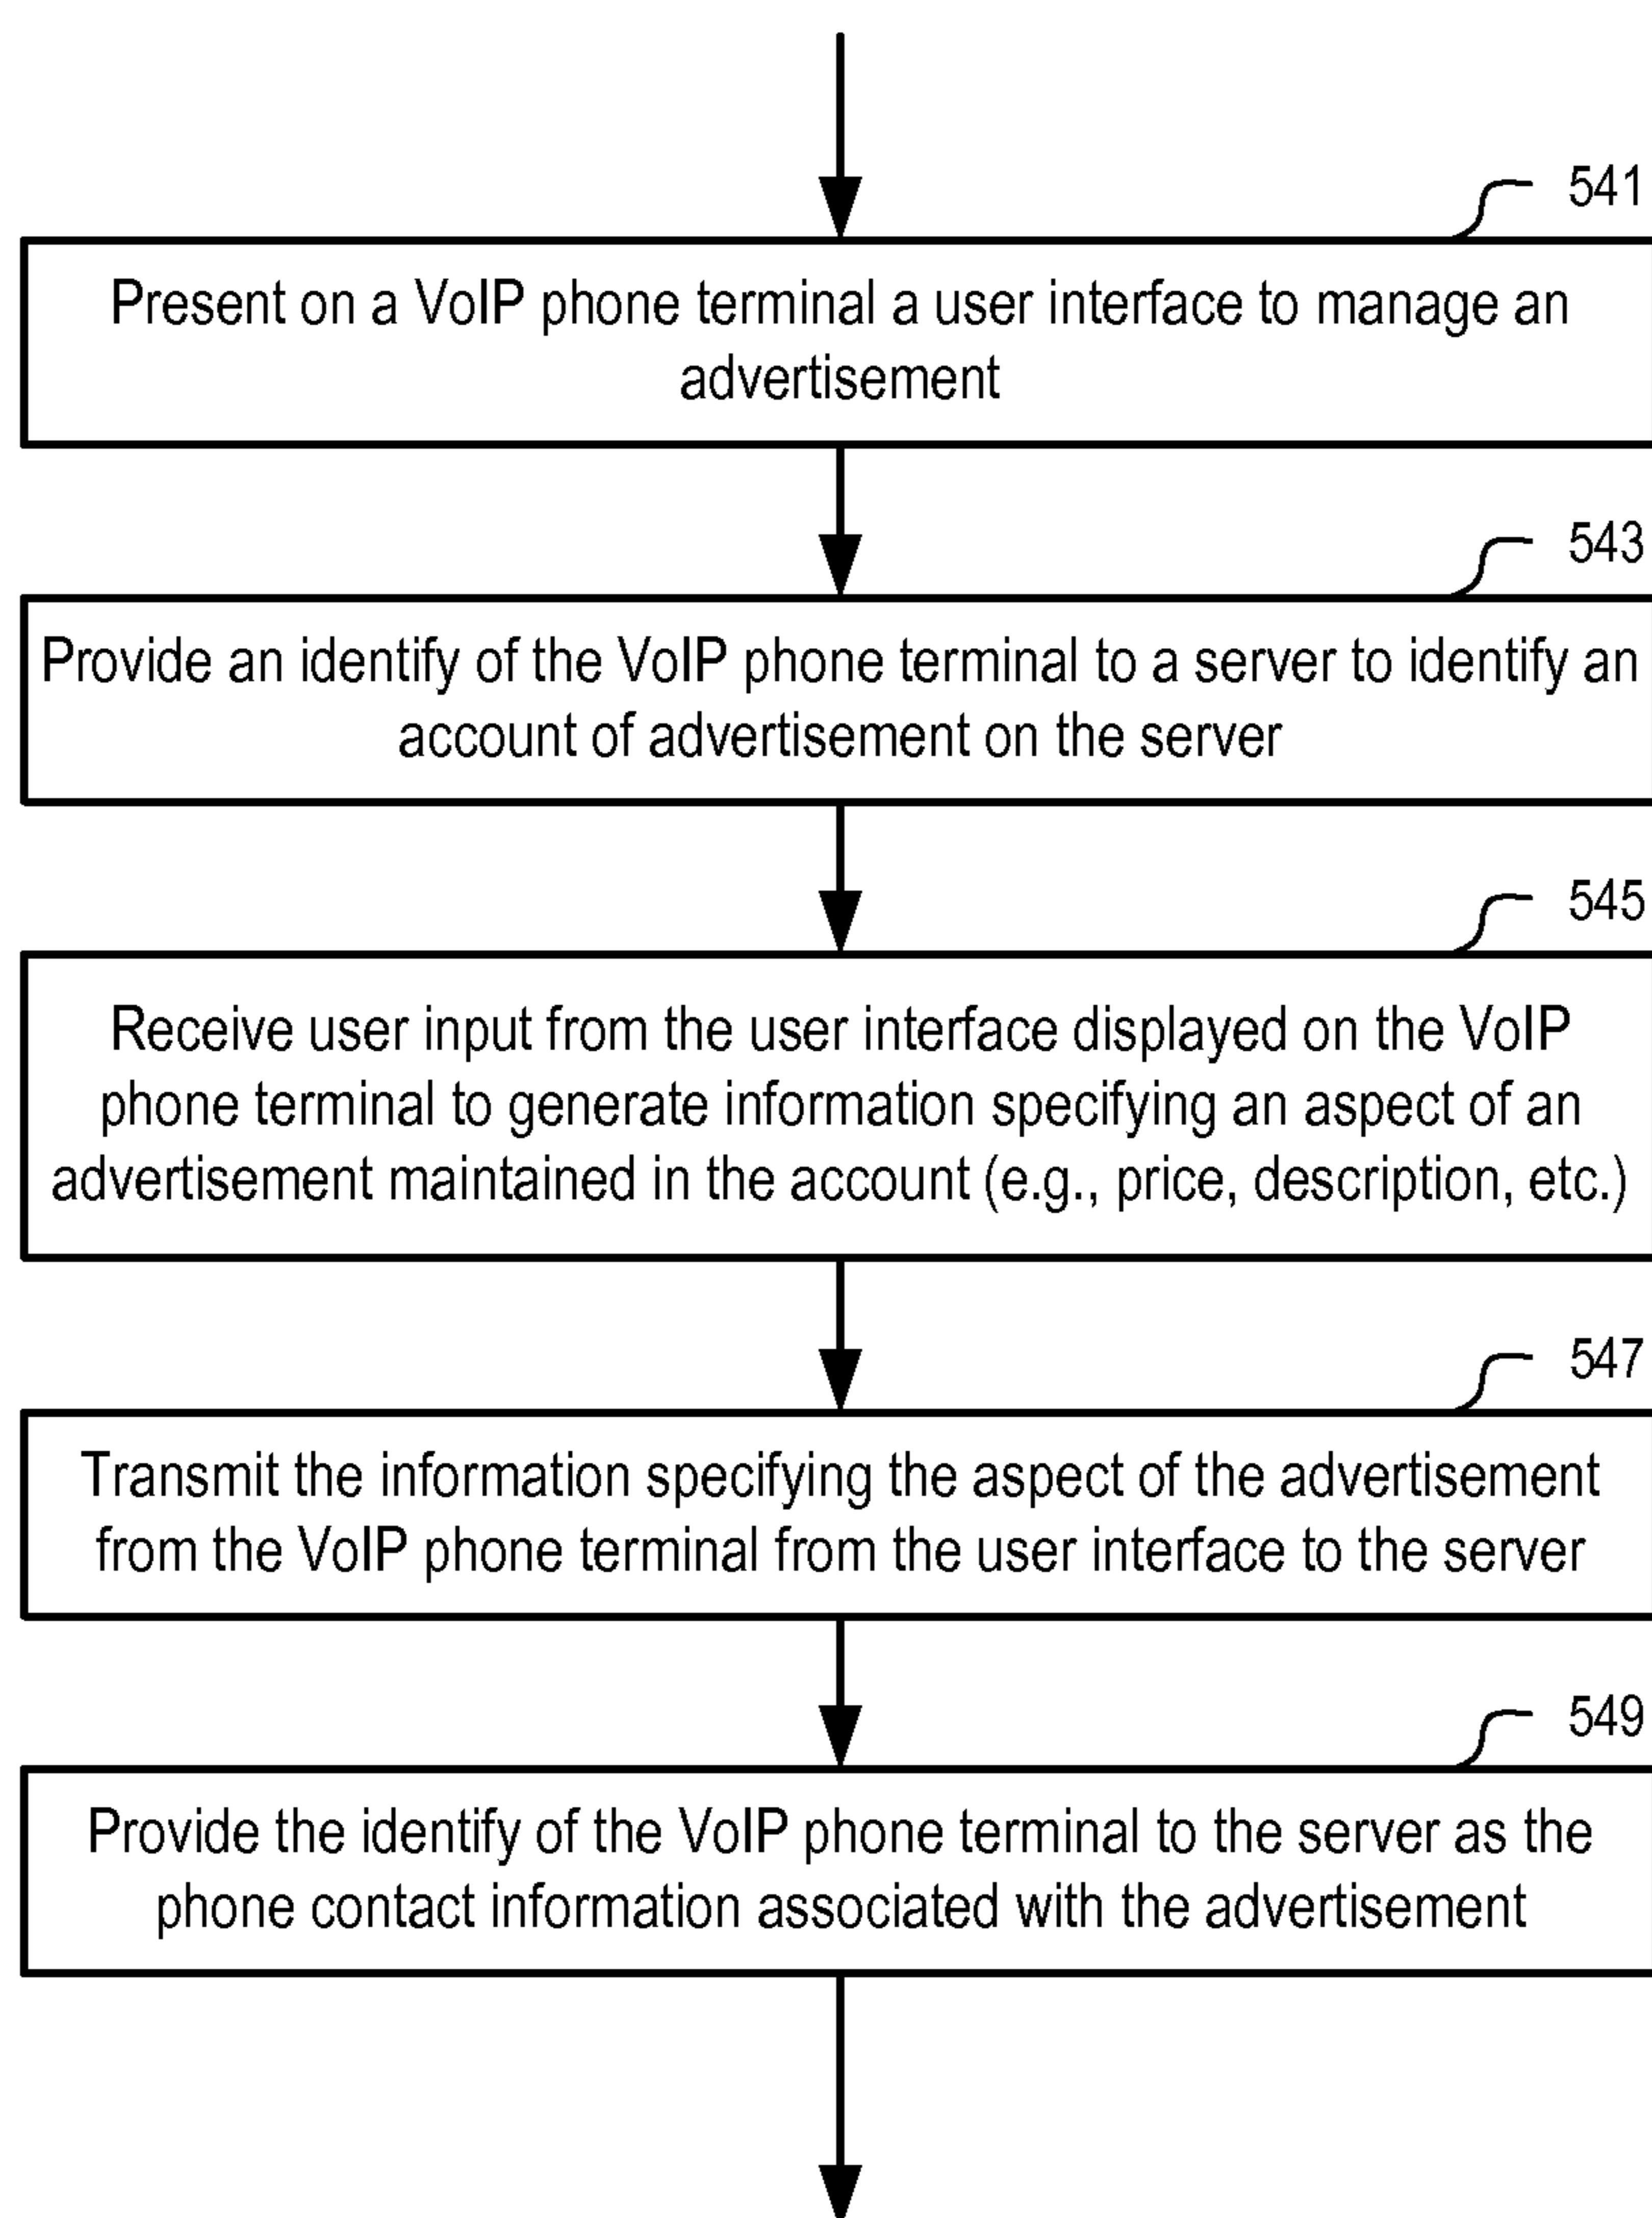 541
Present on a VoIP phone terminal a user interface to manage an
advertisement
543
Provide an identify of the VoIP phone terminal to a server to identify an
account of advertisement on the server
545
Receive user input from the user interface displayed on the VoIP
phone terminal to generate information specifying an aspect of an
advertisement maintained in the account (e.g., price, description, etc.)
547
Transmit the information specifying the aspect of the advertisement
from the VoIP phone terminal from the user interface to the server
549
Provide the identify of the VoIP phone terminal to the server as the
phone contact information associated with the advertisement